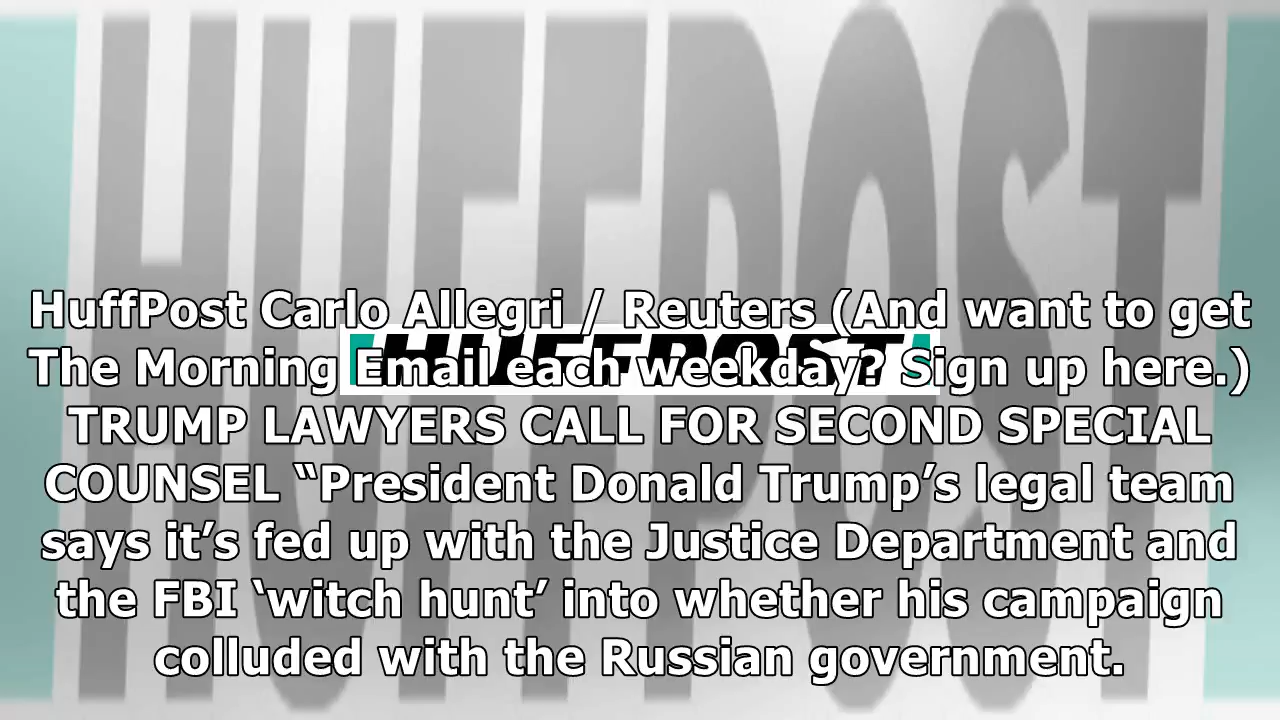 HUFFPOST
HuffPost Carlo Allegri / Reuters (And want to get
HUFFPOST
The Morning Email each weekday? Sign up here.)
TRUMP LAWYERS CALL FOR SECOND SPECIAL
COUNSEL “President Donald Trump’s legal team
says it’s fed up with the Justice Department and
the FBI ‘witch hunt’ into whether his campaign
colluded with the Russian government.